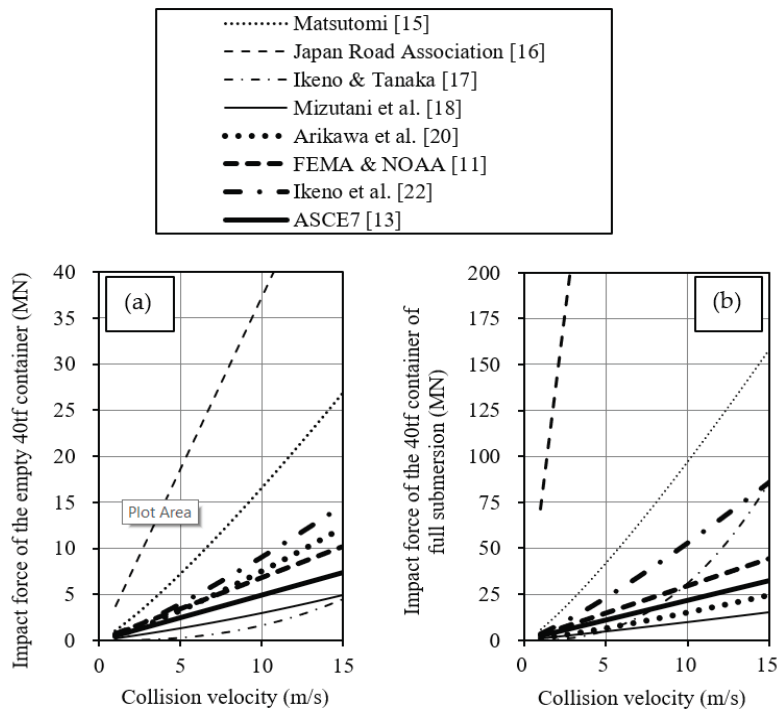 Matsutomi [15]
Japan Road Association [16]
Ikeno & Tanaka [17]
Mizutani et al. [18]
Arikawa et al. [20]
FEMA & NOAA [11]
Ikeno et al. [22]
ASCE7 [13]
Impact force of the empty 40tf container (MN)
40
35
30
25
20
15
10
5
0
(a)
Plot Area
0
5
10
15
Collision velocity (m/s)
Impact force of the 40tf container of
full submersion (MN)
200
175
150
125
100
75
50
25
0
(b)
0
5
10
15
Collision velocity (m/s)